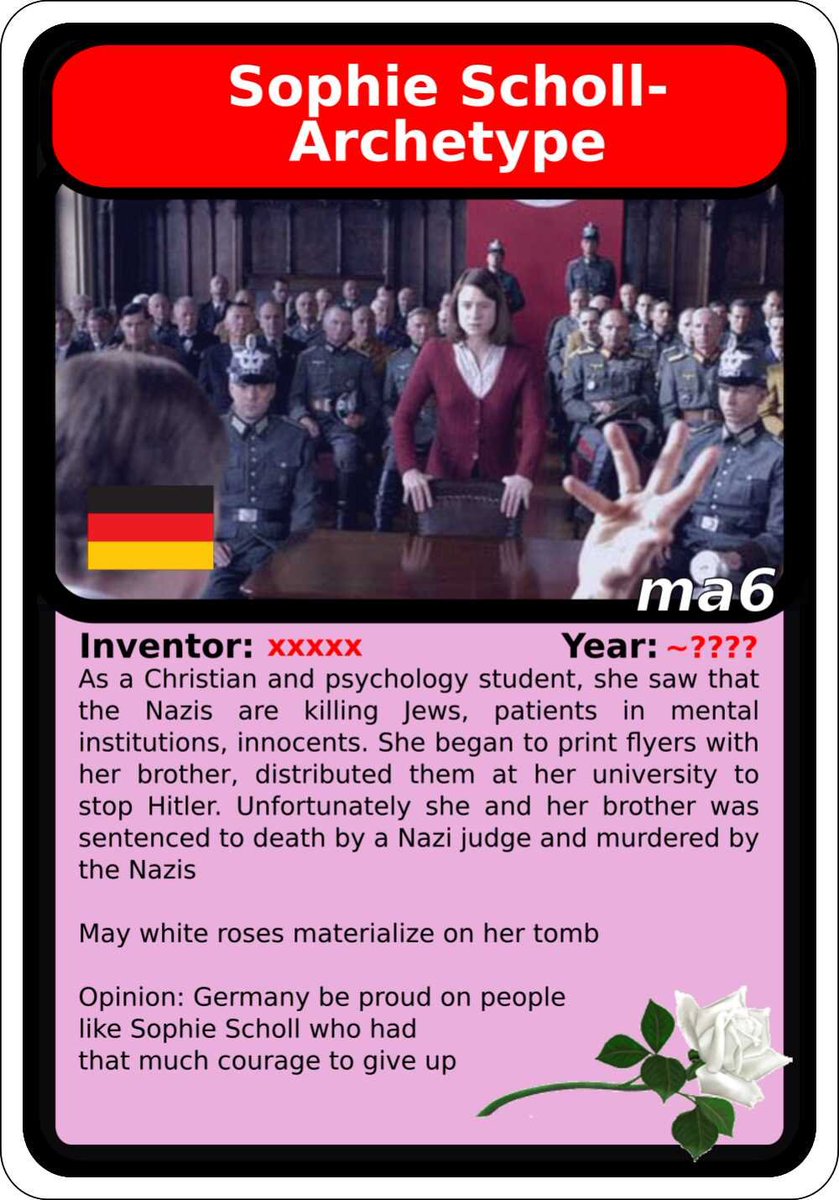 Sophie Scholl-
Archetype
ma6
Inventor: xxxxx Year: ~????
As a Christian and psychology student, she saw that
the Nazis are killing Jews, patients in mental
institutions, innocents. She began to print flyers with
her brother, distributed them at her university to
stop Hitler. Unfortunately she and her brother was
sentenced to death by a Nazi judge and murdered by
the Nazis
May white roses materialize on her tomb
Opinion: Germany be proud on people
like Sophie Scholl who had
that much courage to give up